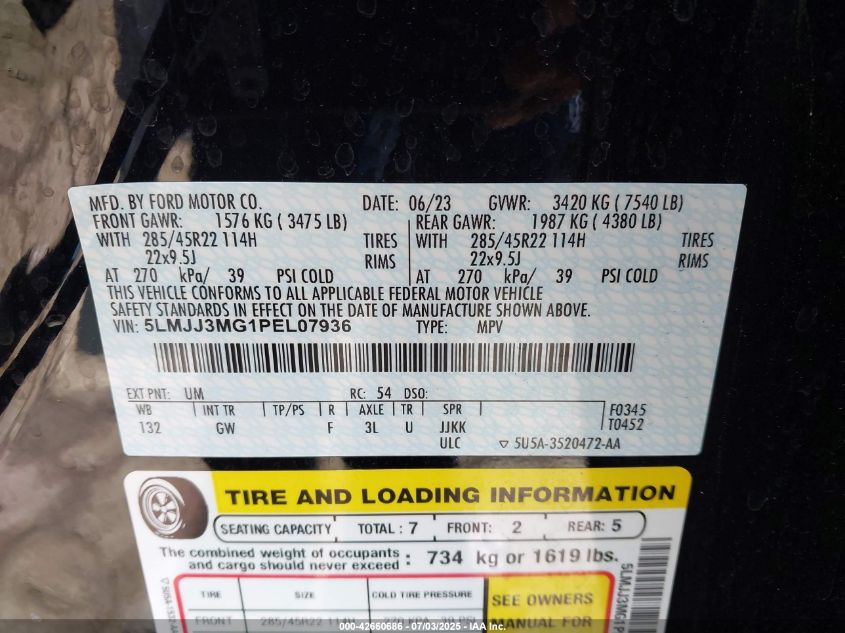 MFD. BY FORD MOTOR CO. DATE: 06/23 GVWR: 3420 KG ( 7540 LB)
FRONT GAWR: 1576 KG ( 3475 LB) REAR GAWR: 1987 KG ( 4380 LB)
WITH 285/45R22 114H TIRES WITH 285/45R22 114H TIRES
22x9.5J RIMS 22x9.5J RIMS
AT 270 kPa/ 39 PSI COLD AT 270 kPa/ 39 PSI COLD
THIS VEHICLE CONFORMS TO ALL APPLICABLE FEDERAL MOTOR VEHICLE
SAFETY STANDARDS IN EFFECT ON THE DATE OF MANUFACTURE SHOWN ABOVE.
VIN: 5LMJJ3MG1PEL07936 TYPE: MPV
EXT PNT: UM RC: 54 DSO:
WB INT TR TP/PS R AXLE TR SPR F0345
132 GW F 3L U JJKK T0452
ULC ▽ 5U5A-3520472-AA
TIRE AND LOADING INFORMATION
SEATING CAPACITY TOTAL : 7 FRONT: 2 REAR: 5
The combined weight of occupants
and cargo should never exceed : 734 kg or 1619 lbs.
TIRE SIZE COLD TIRE PRESSURE SEE OWNERS
FRONT 285/45R22 114H 270 KPA, 39 PSI MANUAL FOR
000-42660686 - 07/03/2025 - IAA Inc.